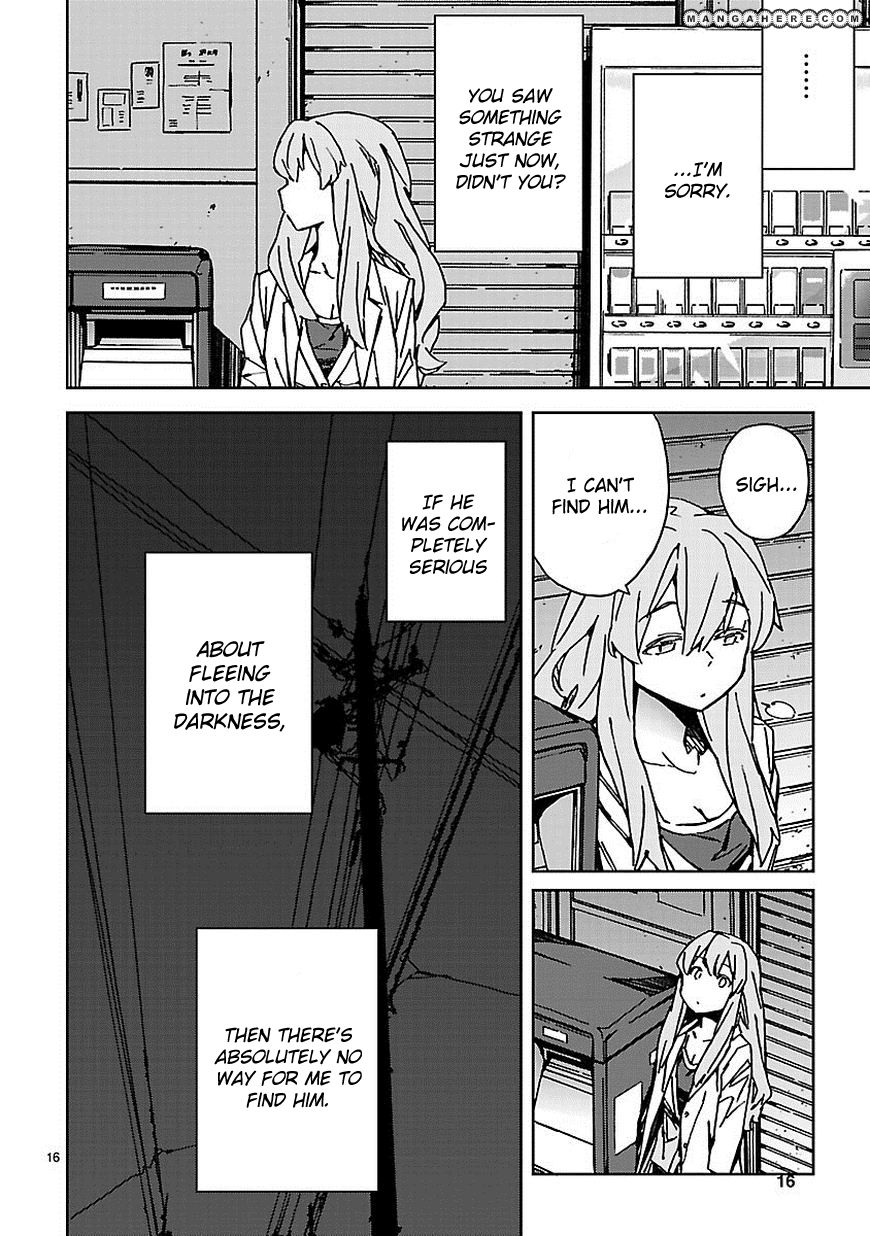 MANGAHERE.COM
........
...I'M
SORRY.
YOU SAW
SOMETHING
STRANGE
JUST NOW,
DIDN'T YOU?
SIGH...
I CAN'T
FIND HIM...
IF HE
WAS COM-
PLETELY
SERIOUS
ABOUT
FLEEING
INTO THE
DARKNESS,
THEN THERE'S
ABSOLUTELY NO
WAY FOR ME TO
FIND HIM.
16
16